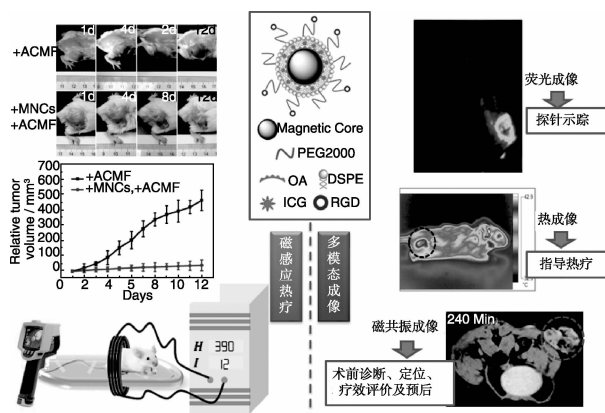 +ACMF
1d
4d
2d
12d
+MNCs
+ACMF
1d
4d
8d
12d
Relative tumor
volume / mm³
700
600
500
400
300
200
100
0
+ACMF
+MNCs,+ACMF
0 2 4 6 8 10 12
Days
H 390
I 12
Magnetic Core
PEG2000
OA
DSPE
ICG
RGD
磁感应热疗
多模态成像
荧光成像
探针示踪
热成像
指导热疗
42.5
℃
磁共振成像
240 Min.
术前诊断、定位、
疗效评价及预后